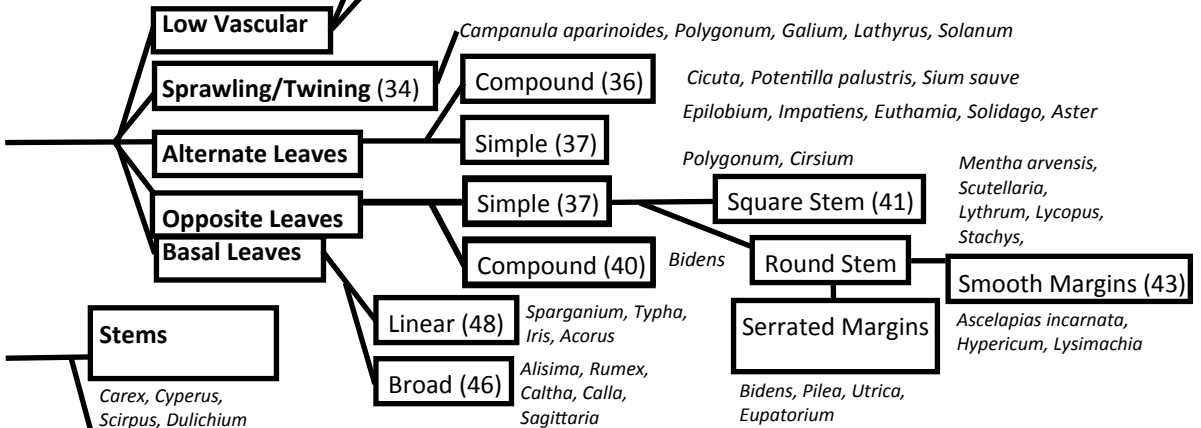 Low Vascular
Campanula aparinoides, Polygonum, Galium, Lathyrus, Solanum
Sprawling/Twining (34)
Compound (36)
Cicuta, Potentilla palustris, Sium sauve
Epilobium, Impatiens, Euthamia, Solidago, Aster
Alternate Leaves
Simple (37)
Polygonum, Cirsium
Mentha arvensis,
Scutellaria,
Lythrum, Lycopus,
Stachys,
Opposite Leaves
Simple (37)
Square Stem (41)
Basal Leaves
Compound (40)
Bidens
Round Stem
Smooth Margins (43)
Ascelapias incarnata,
Hypericum, Lysimachia
Linear (48)
Sparganium, Typha,
Iris, Acorus
Serrated Margins
Bidens, Pilea, Utrica,
Eupatorium
Broad (46)
Alisima, Rumex,
Caltha, Calla,
Sagittaria
Stems
Carex, Cyperus,
Scirpus, Dulichium